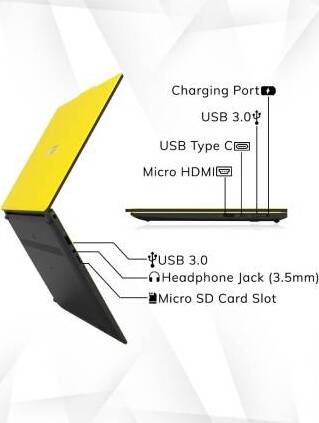 Charging Port
USB 3.0
USB Type C
Micro HDMI
USB 3.0
Headphone Jack (3.5mm)
Micro SD Card Slot